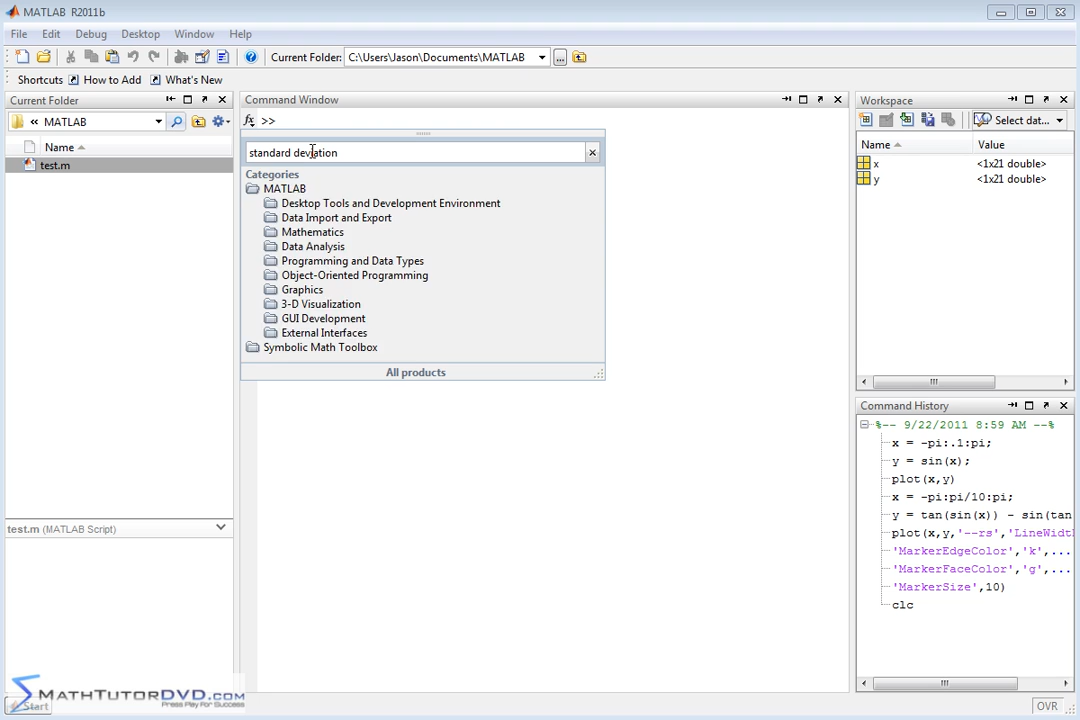 MATLAB R2011b
File Edit Debug Desktop Window Help
Current Folder: C:\Users\Jason\Documents\MATLAB ...
Shortcuts How to Add What's New
Current Folder
« MATLAB
Name
test.m
test.m (MATLAB Script)
Command Window
fx >>
standard deviation
Categories
MATLAB
Desktop Tools and Development Environment
Data Import and Export
Mathematics
Data Analysis
Programming and Data Types
Object-Oriented Programming
Graphics
3-D Visualization
GUI Development
External Interfaces
Symbolic Math Toolbox
All products
Workspace
Select dat...
Name Value
x <1x21 double>
y <1x21 double>
Command History
%-- 9/22/2011 8:59 AM --%
x = -pi:.1:pi;
y = sin(x);
plot(x,y)
x = -pi:pi/10:pi;
y = tan(sin(x)) - sin(tan
plot(x,y,'--rs','LineWidt
'MarkerEdgeColor','k',...
'MarkerFaceColor','g',...
'MarkerSize',10)
clc
MATHTUTORDVD.COM
Press Play For Success
Start
OVR